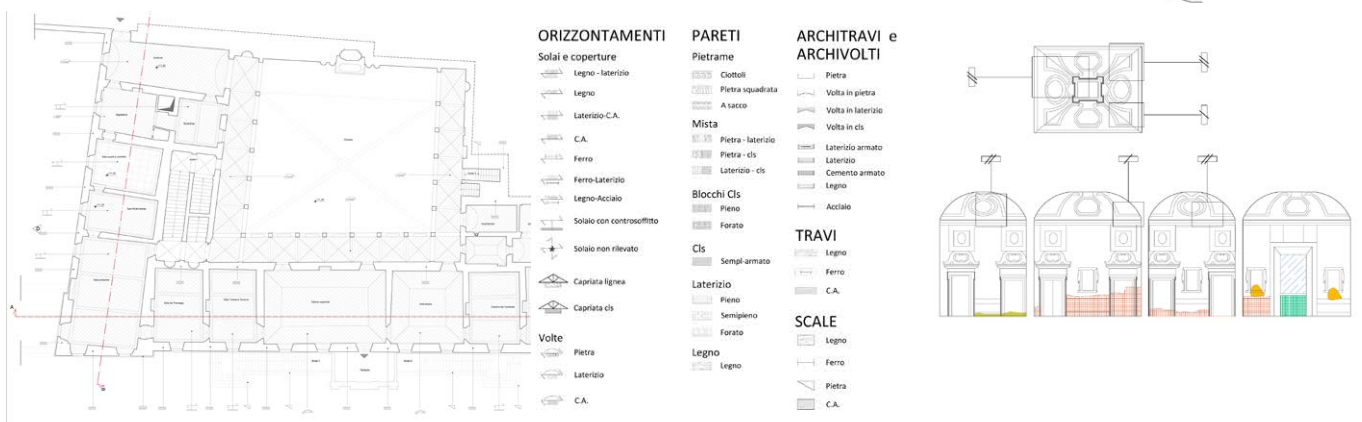 ORIZZONTAMENTI
Solai e coperture
Legno - laterizio
Legno
Laterizio-C.A.
C.A.
Ferro
Ferro-Laterizio
Legno-Acciaio
Solaio con controsoffitto
Solaio non rilevato
Capriata lignea
Capriata cls
Volte
Pietra
Laterizio
C.A.
PARETI
Pietrame
Ciottoli
Pietra squadrata
A sacco
Mista
Pietra - laterizio
Pietra - cls
Laterizio - cls
Blocchi Cls
Pieno
Forato
Cls
Sempl-armato
Laterizio
Pieno
Semipieno
Forato
Legno
Legno
ARCHITRAVI e
ARCHIVOLTI
Pietra
Volta in pietra
Volta in laterizio
Volta in cls
Laterizio armato
Laterizio
Cemento armato
Legno
Acciaio
TRAVI
Legno
Ferro
C.A.
SCALE
Legno
Ferro
Pietra
C.A.